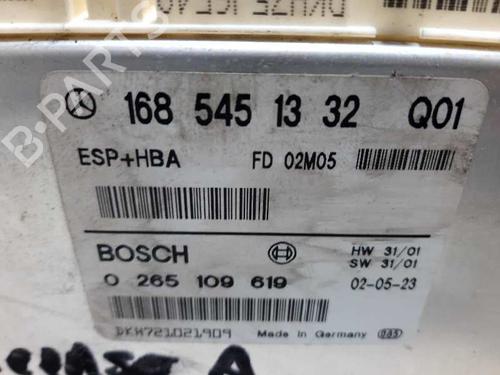 168 545 13 32 Q01
ESP+HBA FD 02M05
BOSCH HW 31/01
SW 31/01
0 265 109 619 02-05-23
DKH721021909 Made in Germany 065
A
B-PARTS